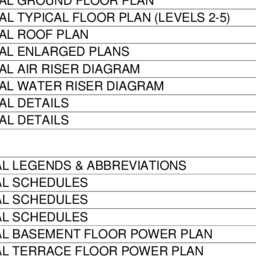 AL GROUND FLOOR PLAN
AL TYPICAL FLOOR PLAN (LEVELS 2-5)
AL ROOF PLAN
AL ENLARGED PLANS
AL AIR RISER DIAGRAM
AL WATER RISER DIAGRAM
AL DETAILS
AL DETAILS
AL LEGENDS & ABBREVIATIONS
AL SCHEDULES
AL SCHEDULES
AL SCHEDULES
AL BASEMENT FLOOR POWER PLAN
AL TERRACE FLOOR POWER PLAN